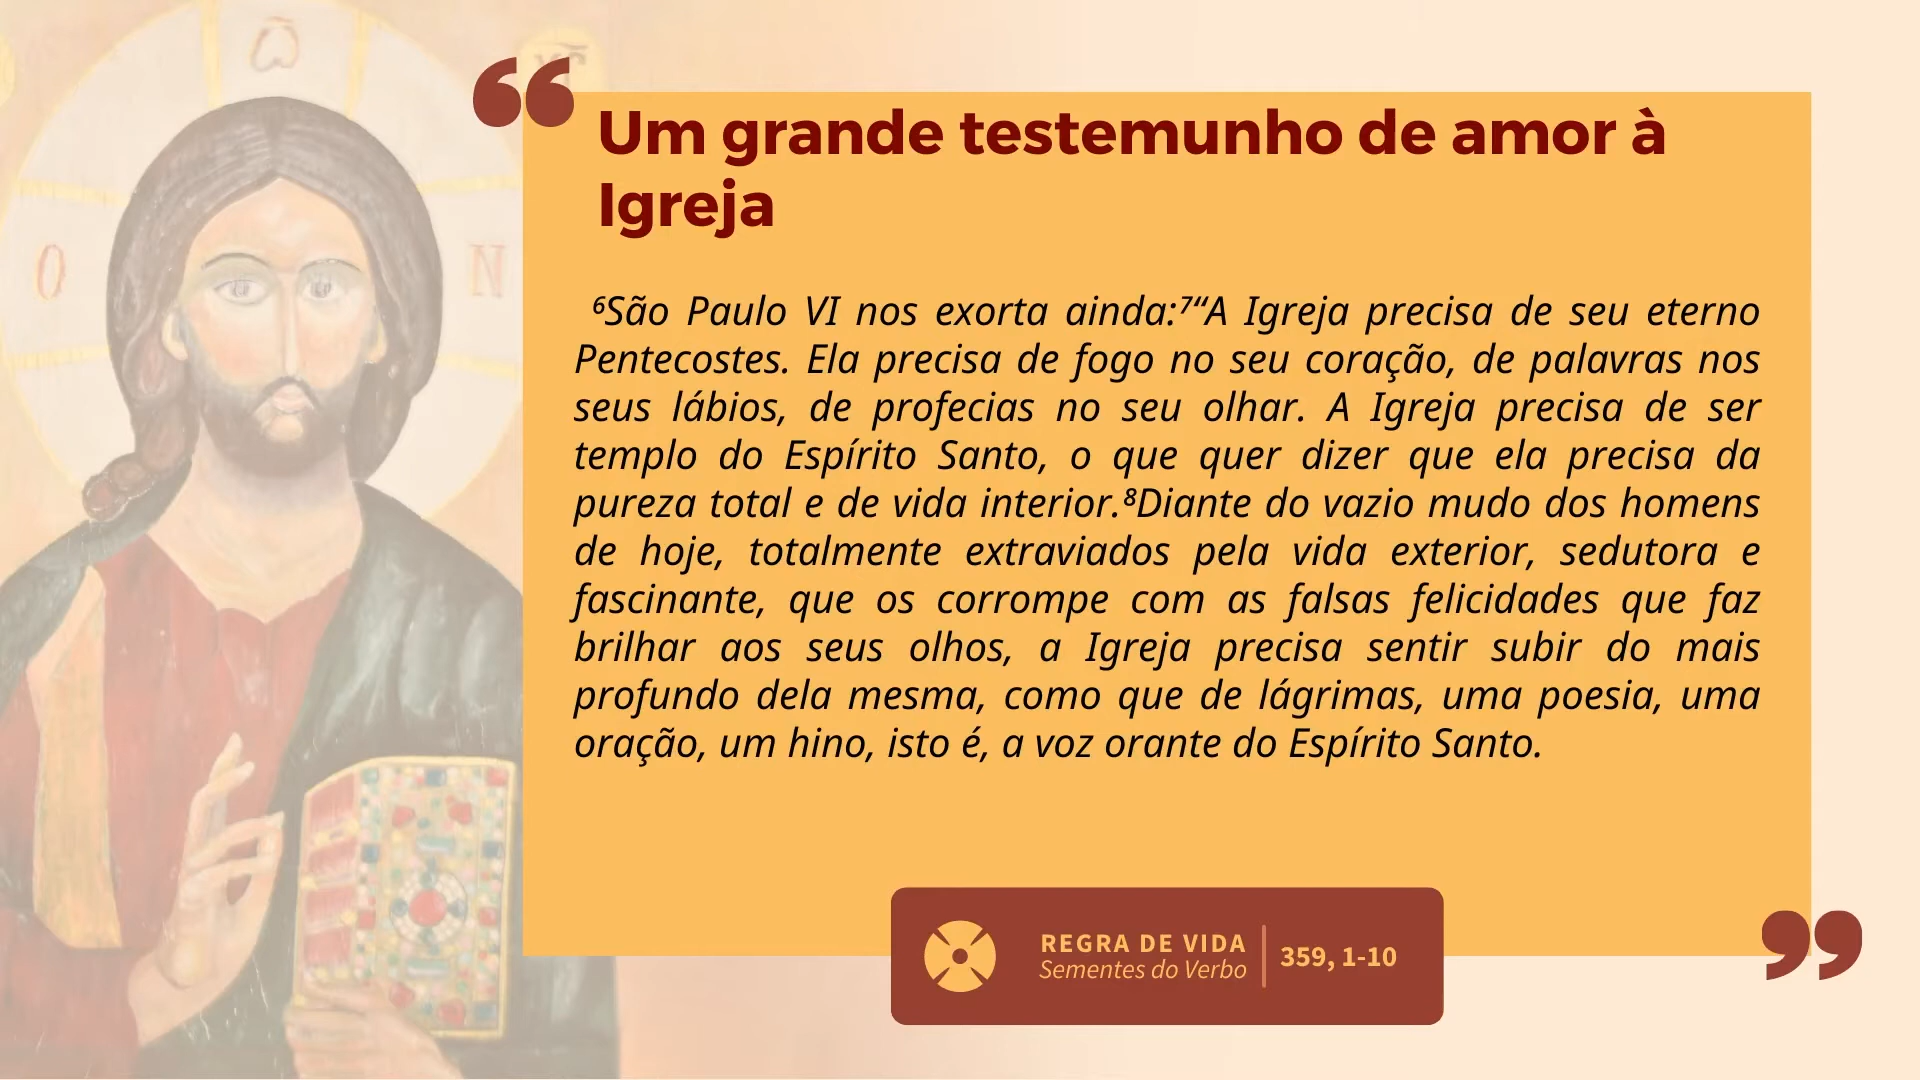 Ο Ω Ν
“
Um grande testemunho de amor à
Igreja
⁶São Paulo VI nos exorta ainda:⁷“A Igreja precisa de seu eterno
Pentecostes. Ela precisa de fogo no seu coração, de palavras nos
seus lábios, de profecias no seu olhar. A Igreja precisa de ser
templo do Espírito Santo, o que quer dizer que ela precisa da
pureza total e de vida interior.⁸Diante do vazio mudo dos homens
de hoje, totalmente extraviados pela vida exterior, sedutora e
fascinante, que os corrompe com as falsas felicidades que faz
brilhar aos seus olhos, a Igreja precisa sentir subir do mais
profundo dela mesma, como que de lágrimas, uma poesia, uma
oração, um hino, isto é, a voz orante do Espírito Santo.
”
REGRA DE VIDA
Sementes do Verbo
359, 1-10